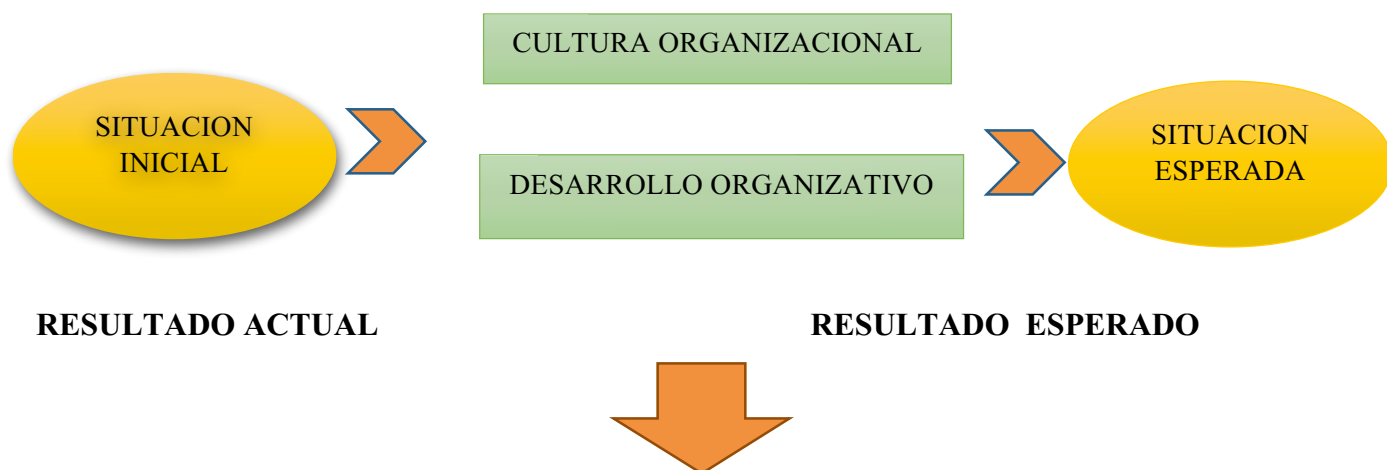 CULTURA ORGANIZACIONAL
SITUACION
INICIAL
SITUACION
ESPERADA
DESARROLLO ORGANIZATIVO
RESULTADO ACTUAL
RESULTADO ESPERADO